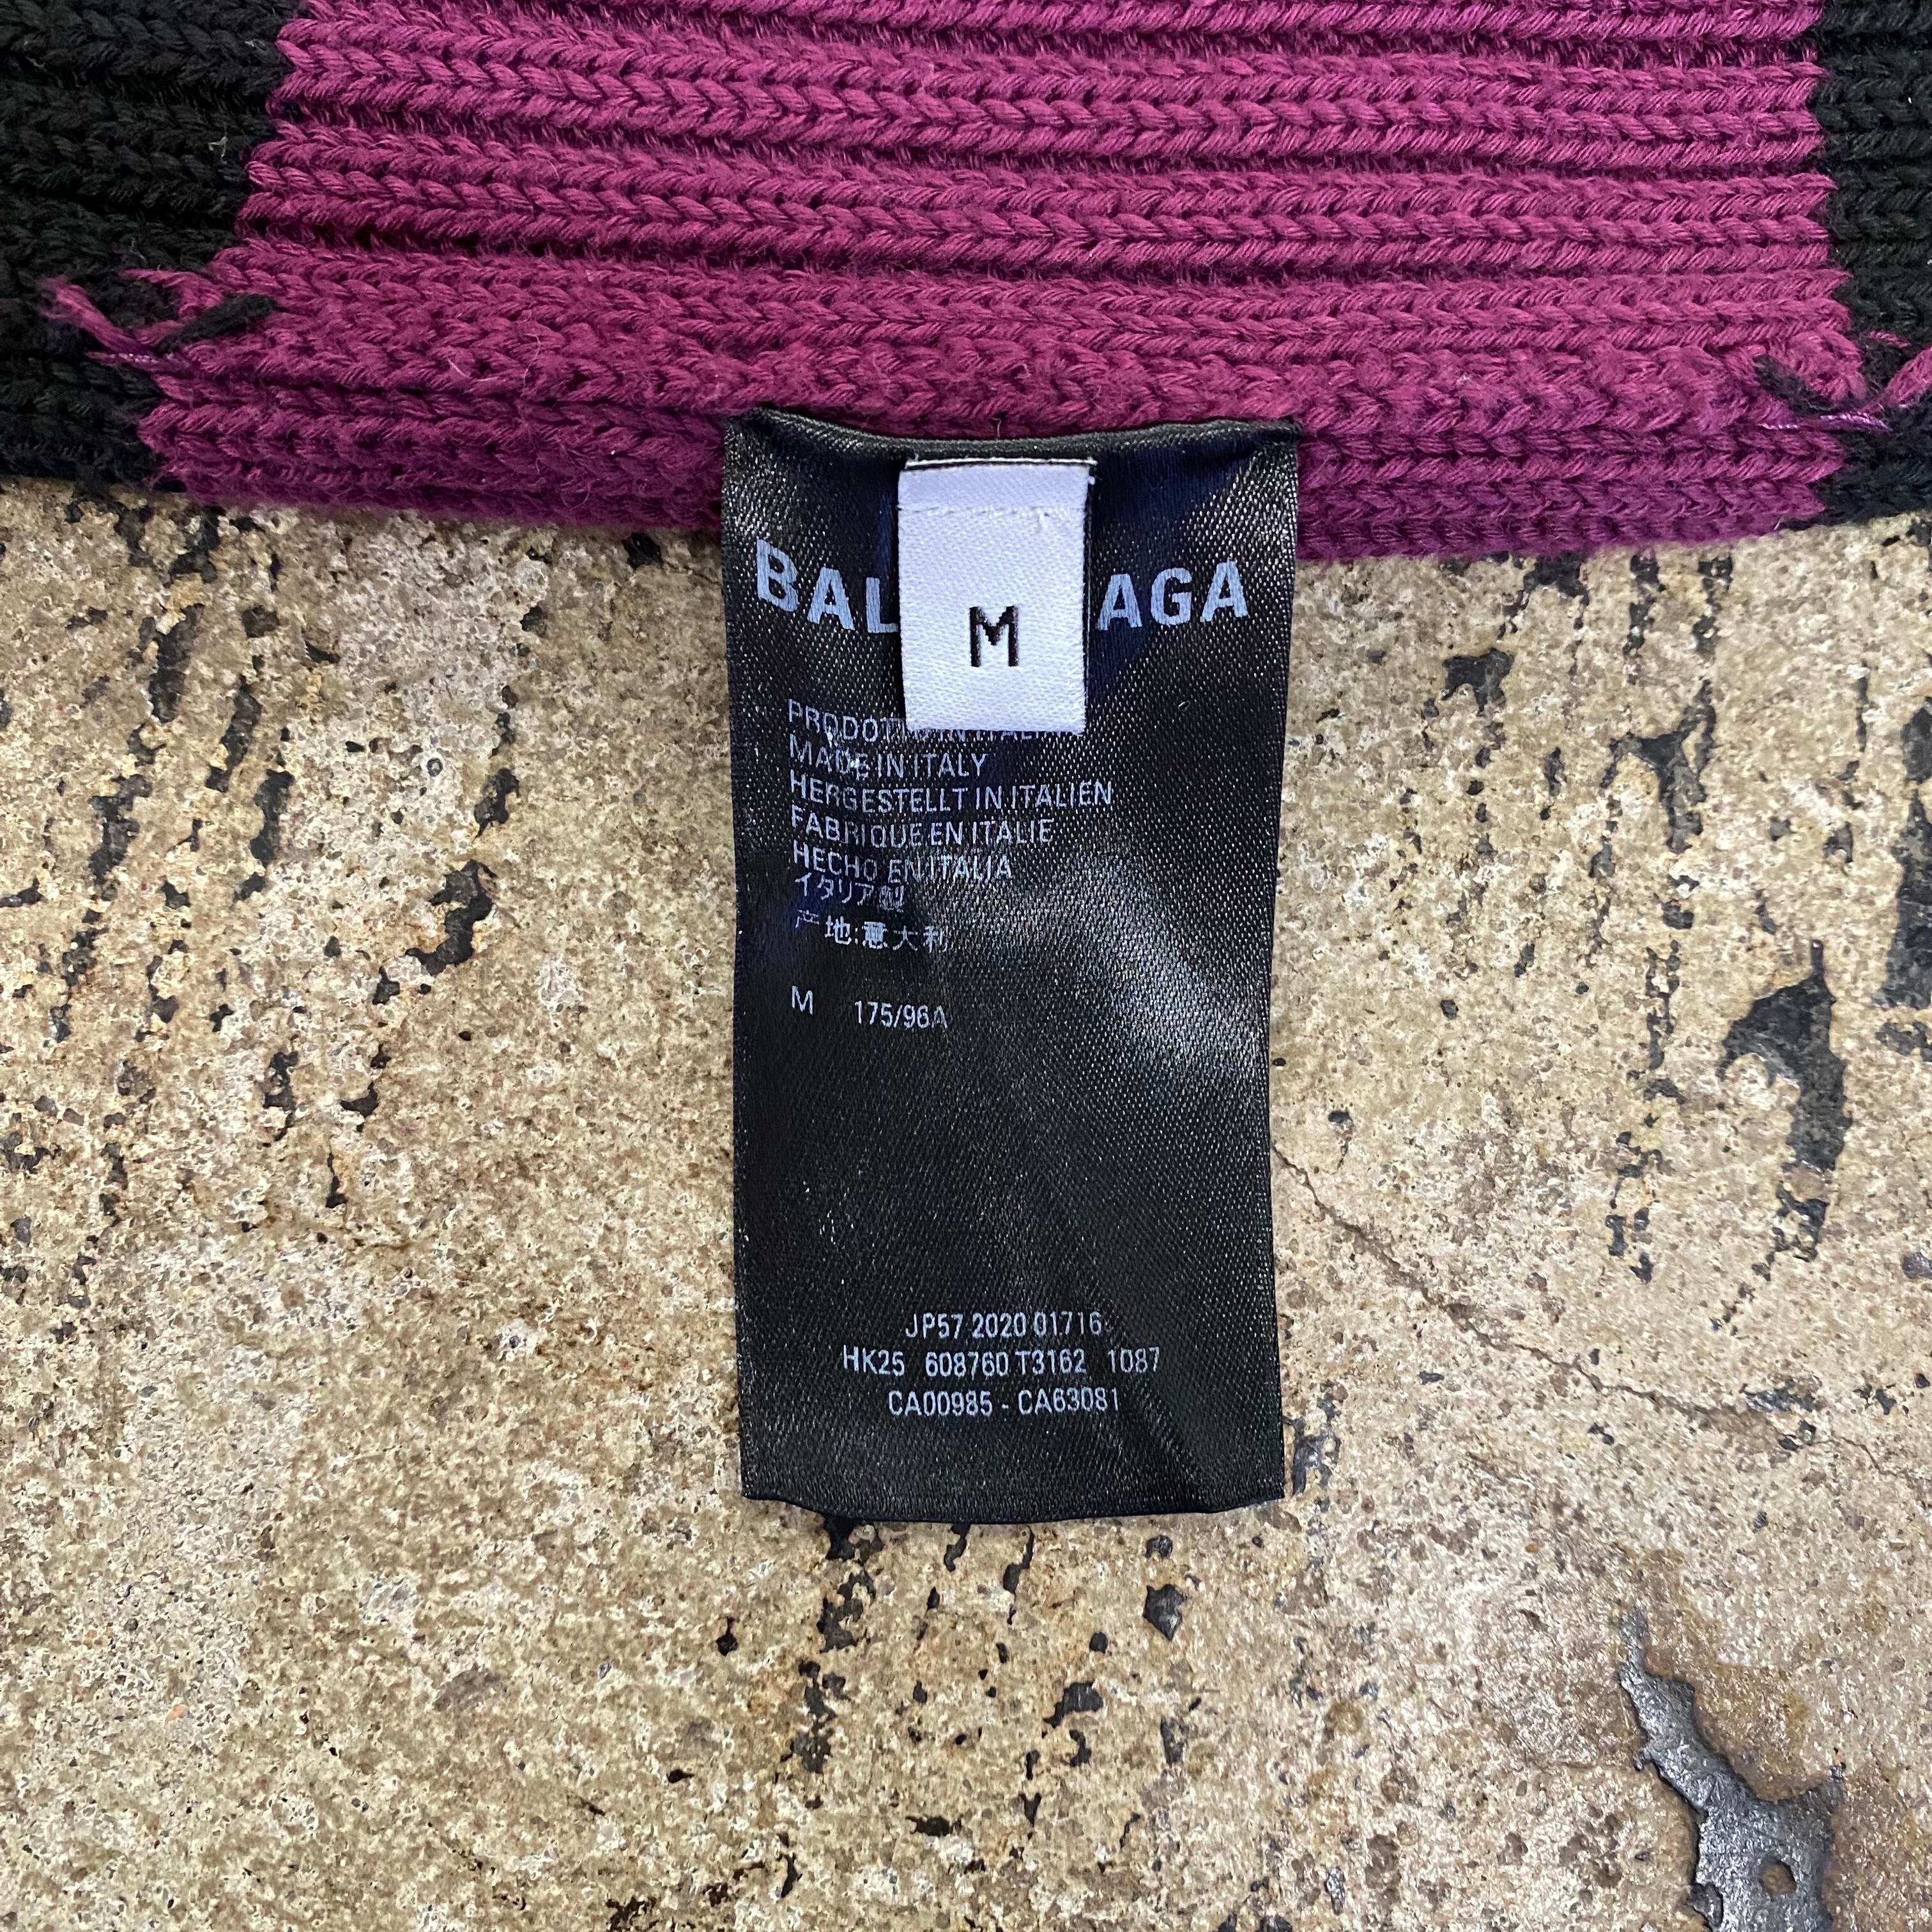 BAL AGA
M
MADE IN ITALY
HERGESTELLT IN ITALIEN
FABRIQUE EN ITALIE
HECHO EN ITALIA
イタリア製
产地:意大利
M 175/96A
JP57 2020 01716
HK25 608760 T3162 1087
CA00985 - CA63081